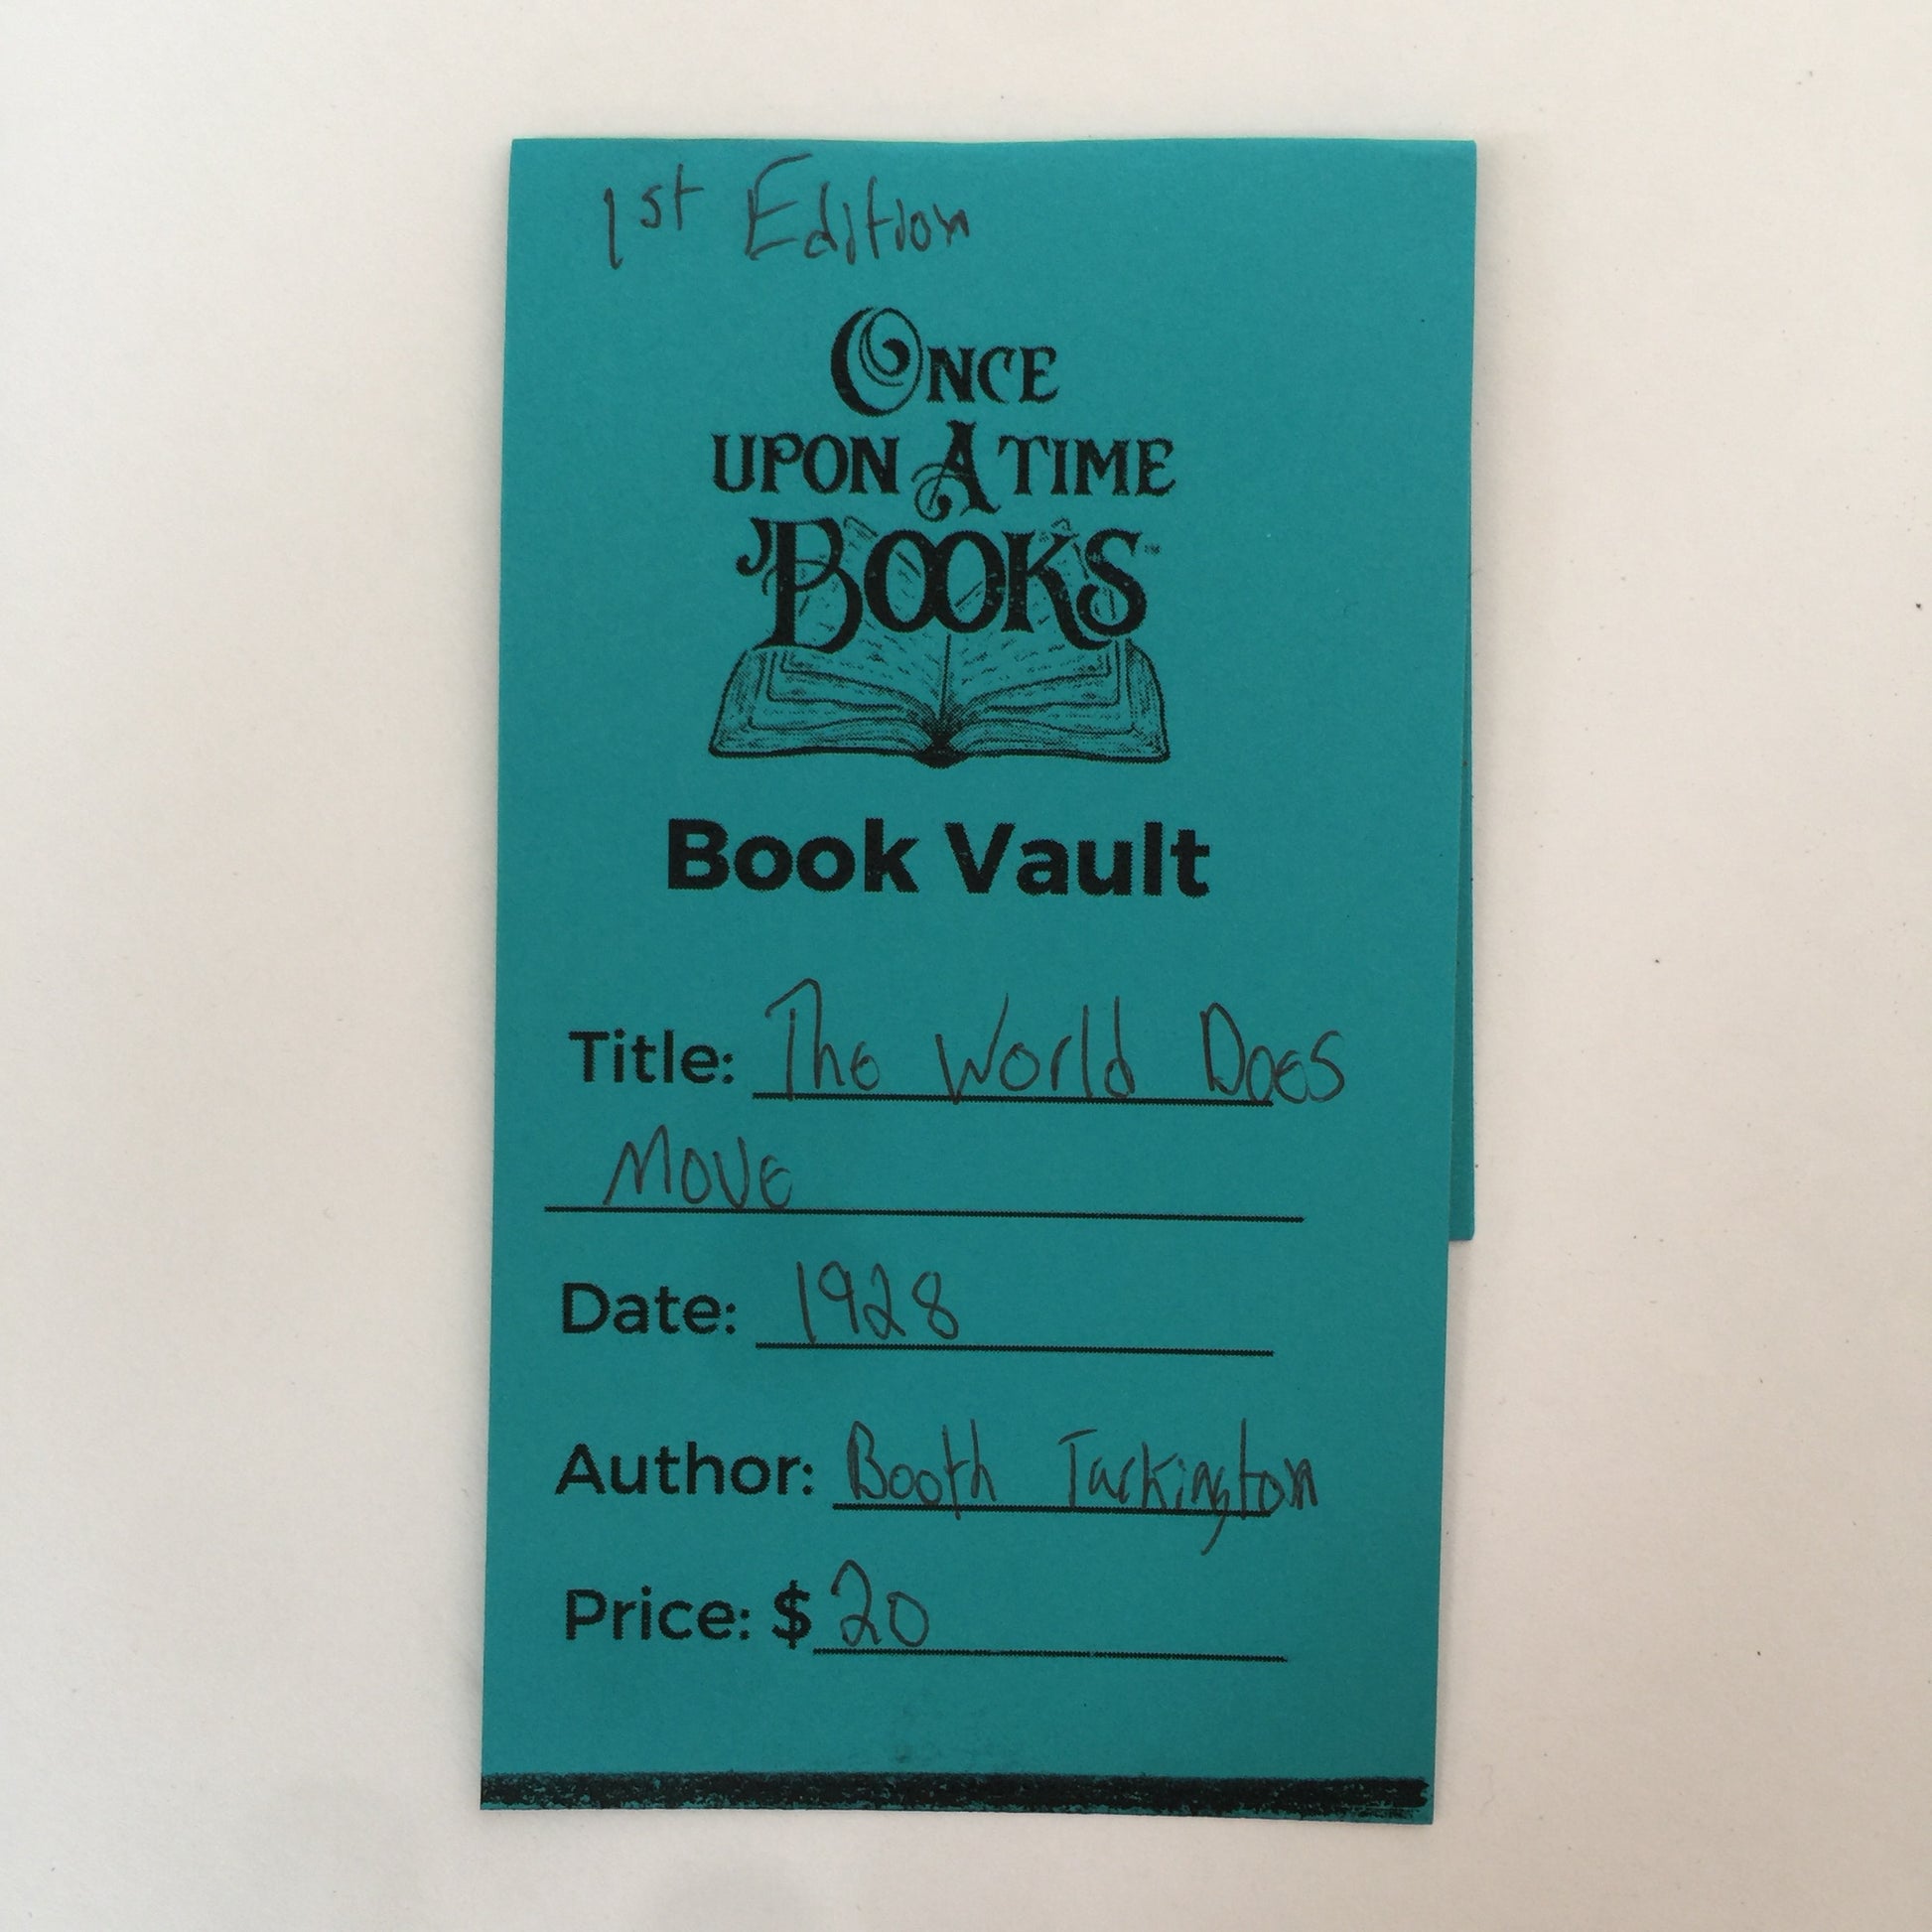 1st Edition
ONCE
UPON A TIME
BOOKS
Book Vault
Title: The World Does
Move
Date: 1928
Author: Booth Tarkington
Price: $20